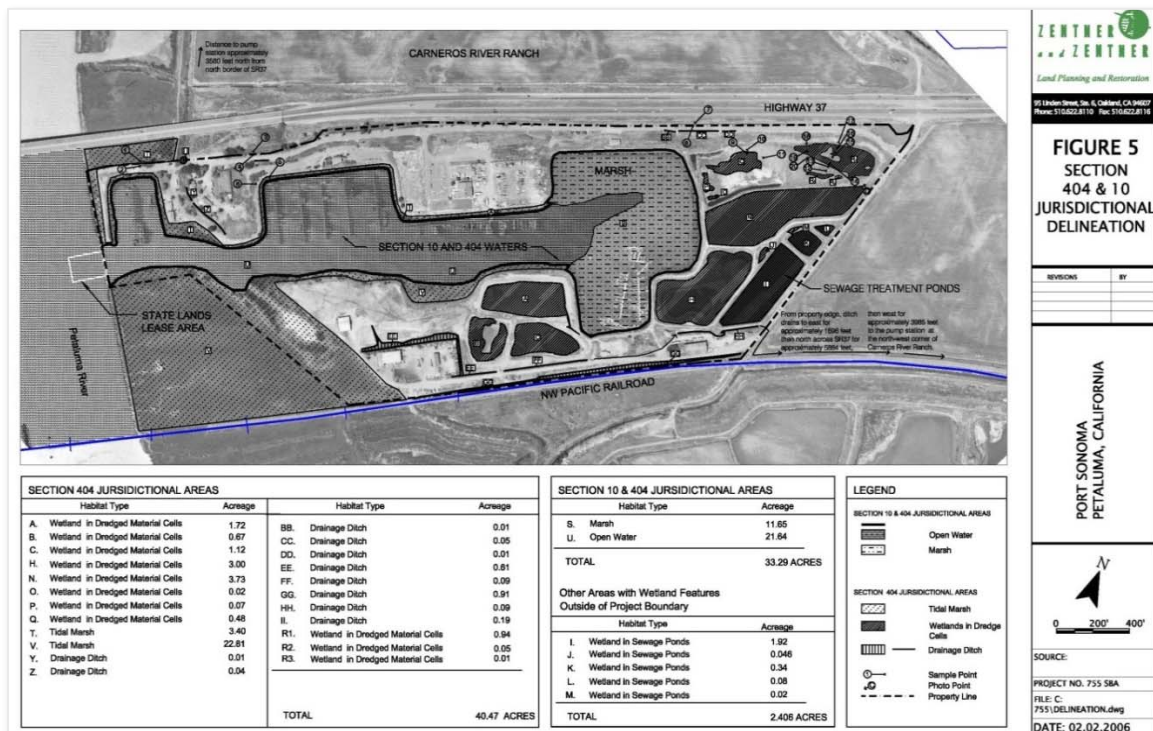 Distance to pump
station approximately
3580 feet north from
north border of SR37
CARNEROS RIVER RANCH
HIGHWAY 37
MARSH
SECTION 10 AND 404 WATERS
SEWAGE TREATMENT PONDS
STATE LANDS
LEASE AREA
Petaluma River
From property edge, ditch
drains to east for
approximately 1698 feet
then north across SR37 for
approximately 5864 feet,
then west for
approximately 3985 feet
to the pump station at
the northwest corner of
Carneros River Ranch.
NW PACIFIC RAILROAD
SECTION 404 JURSIDICTIONAL AREAS
Habitat Type Acreage Habitat Type Acreage
A. Wetland in Dredged Material Cells 1.72
B. Wetland in Dredged Material Cells 0.67
C. Wetland in Dredged Material Cells 1.12
H. Wetland in Dredged Material Cells 3.00
N. Wetland in Dredged Material Cells 3.73
O. Wetland in Dredged Material Cells 0.02
P. Wetland in Dredged Material Cells 0.07
Q. Wetland in Dredged Material Cells 0.48
T. Tidal Marsh 3.40
V. Tidal Marsh 22.81
Y. Drainage Ditch 0.01
Z. Drainage Ditch 0.04
BB. Drainage Ditch 0.01
CC. Drainage Ditch 0.05
DD. Drainage Ditch 0.01
EE. Drainage Ditch 0.81
FF. Drainage Ditch 0.09
GG. Drainage Ditch 0.91
HH. Drainage Ditch 0.09
II. Drainage Ditch 0.19
R1. Wetland in Dredged Material Cells 0.94
R2. Wetland in Dredged Material Cells 0.05
R3. Wetland in Dredged Material Cells 0.01
TOTAL 40.47 ACRES
SECTION 10 & 404 JURSIDICTIONAL AREAS
Habitat Type Acreage
S. Marsh 11.65
U. Open Water 21.64
TOTAL 33.29 ACRES
Other Areas with Wetland Features
Outside of Project Boundary
Habitat Type Acreage
I. Wetland in Sewage Ponds 1.92
J. Wetland in Sewage Ponds 0.046
K. Wetland in Sewage Ponds 0.34
L. Wetland in Sewage Ponds 0.08
M. Wetland in Sewage Ponds 0.02
TOTAL 2.406 ACRES
LEGEND
SECTION 10 & 404 JURSIDICTIONAL AREAS
Open Water
Marsh
SECTION 404 JURSIDICTIONAL AREAS
Tidal Marsh
Wetlands in Dredge
Cells
Drainage Ditch
Sample Point
Photo Point
Property Line
ZENTNER
and ZENTNER
Land Planning and Restoration
95 Linden Street, Ste. 6, Oakland, CA 94607
Phone: 510.622.8110 Fax: 510.622.8116
FIGURE 5
SECTION
404 & 10
JURISDICTIONAL
DELINEATION
REVISIONS BY
PORT SONOMA
PETALUMA, CALIFORNIA
N
0 200' 400'
SOURCE:
PROJECT NO. 755 SBA
FILE: C:
755\DELINEATION.dwg
DATE: 02.02.2006